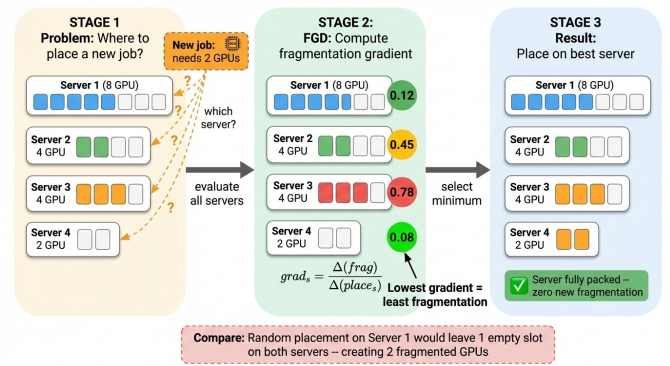 STAGE 1
Problem: Where to
place a new job?
New job:
needs 2 GPUs
Server 1 (8 GPU)
?
?
?
?
which
server?
Server 2
4 GPU
Server 3
4 GPU
Server 4
2 GPU
evaluate
all servers
STAGE 2:
FGD: Compute
fragmentation gradient
Server 1 (8 GPU)
0.12
Server 2
4 GPU
0.45
Server 3
4 GPU
0.78
Server 4
2 GPU
0.08
grad_s = Δ(frag) / Δ(place_s)
Lowest gradient =
least fragmentation
select
minimum
STAGE 3
Result:
Place on best server
Server 1 (8 GPU)
Server 2
4 GPU
Server 3
4 GPU
Server 4
2 GPU
Server fully packed –
zero new fragmentation
Compare: Random placement on Server 1 would leave 1 empty slot
on both servers -- creating 2 fragmented GPUs